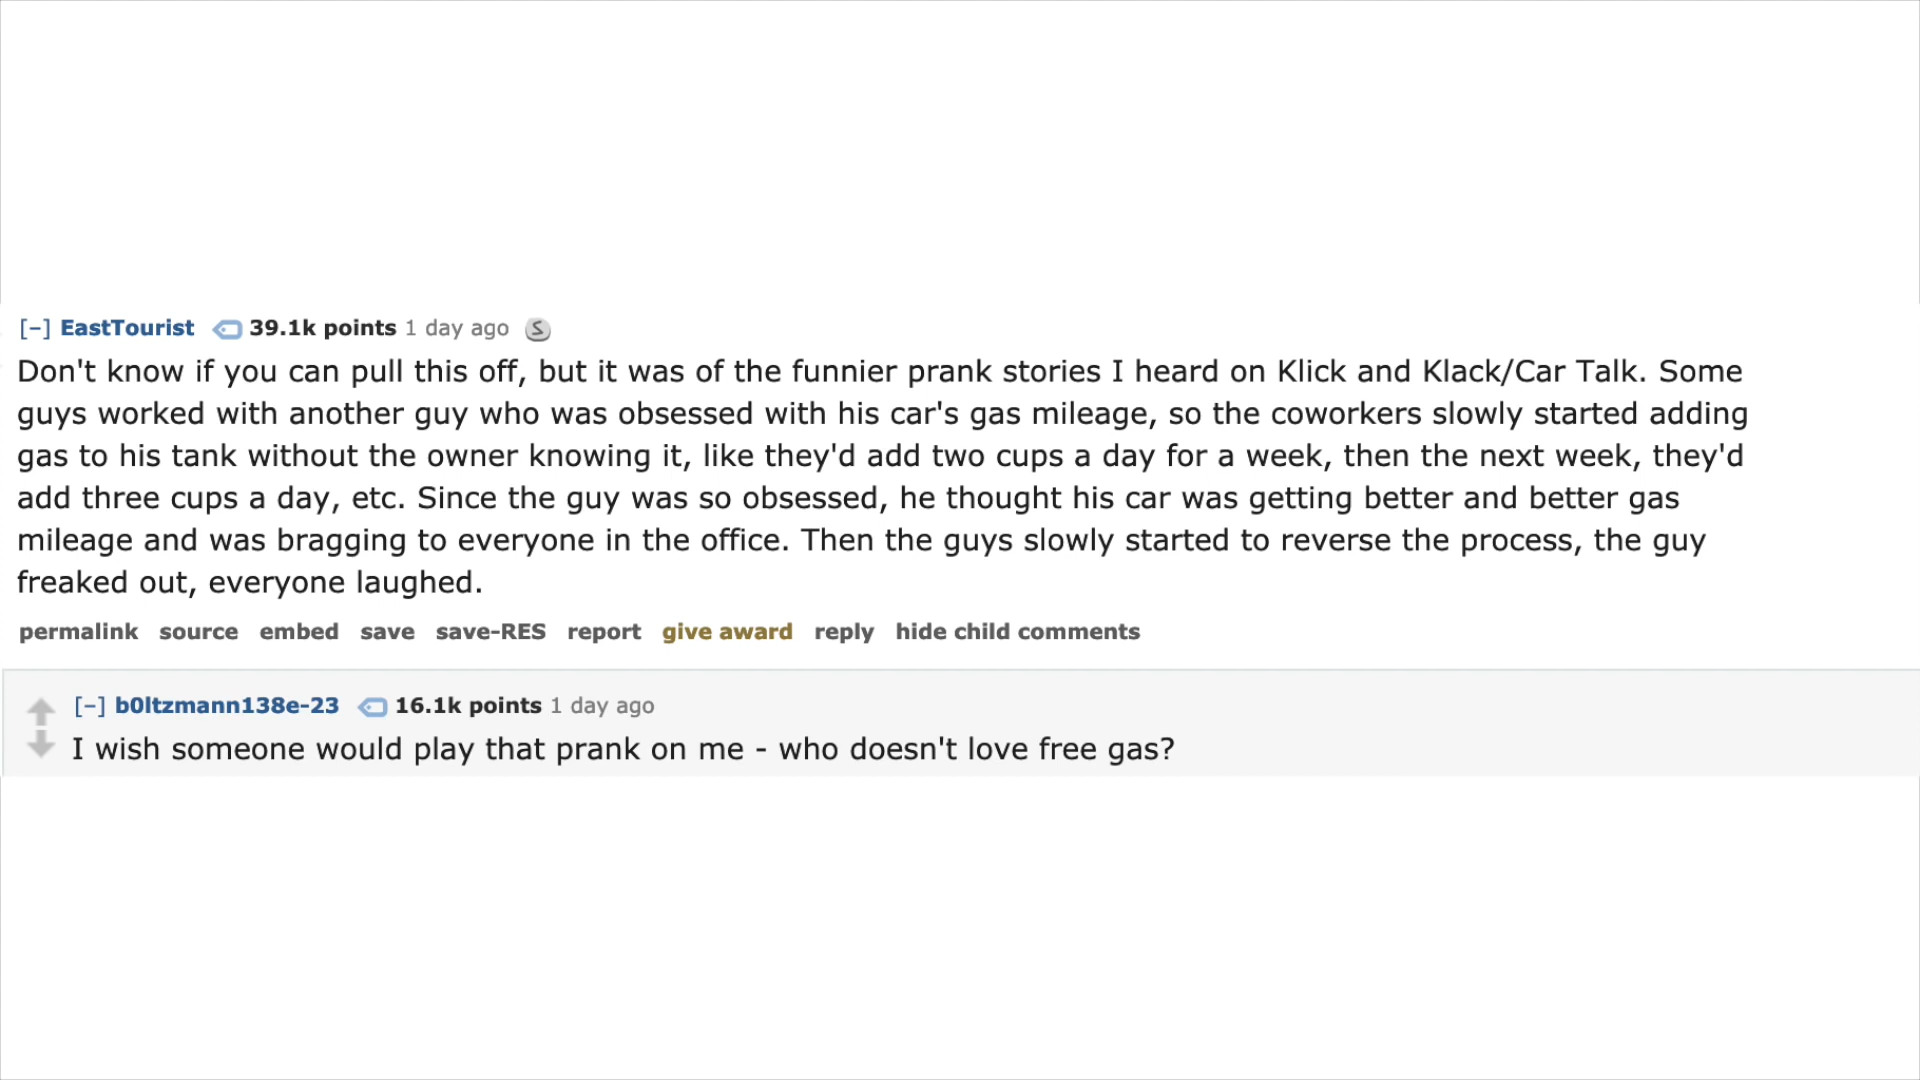 [–] EastTourist 39.1k points 1 day ago S
Don't know if you can pull this off, but it was of the funnier prank stories I heard on Klick and Klack/Car Talk. Some
guys worked with another guy who was obsessed with his car's gas mileage, so the coworkers slowly started adding
gas to his tank without the owner knowing it, like they'd add two cups a day for a week, then the next week, they'd
add three cups a day, etc. Since the guy was so obsessed, he thought his car was getting better and better gas
mileage and was bragging to everyone in the office. Then the guys slowly started to reverse the process, the guy
freaked out, everyone laughed.
permalink source embed save save-RES report give award reply hide child comments
[–] b0ltzmann138e-23 16.1k points 1 day ago
I wish someone would play that prank on me - who doesn't love free gas?